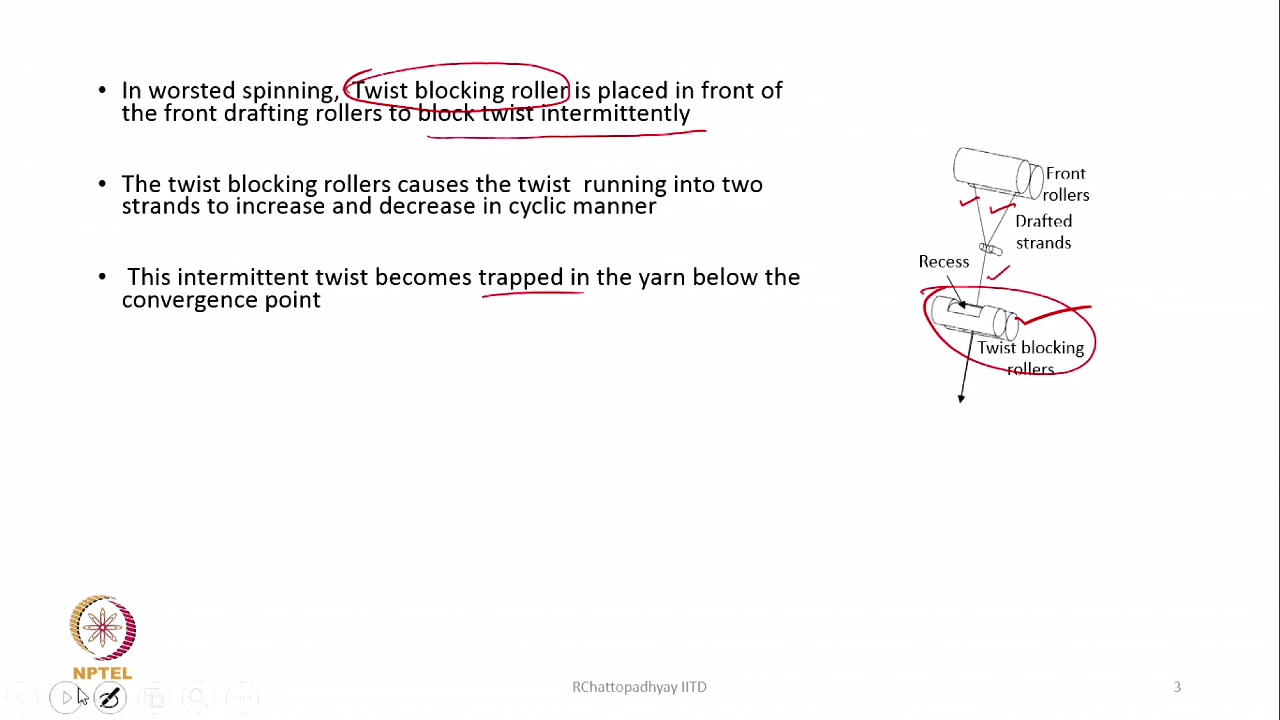 • In worsted spinning, Twist blocking roller is placed in front of
the front drafting rollers to block twist intermittently
• The twist blocking rollers causes the twist running into two
strands to increase and decrease in cyclic manner
• This intermittent twist becomes trapped in the yarn below the
convergence point
Front
rollers
Drafted
strands
Recess
Twist blocking
rollers
NPTEL
RChattopadhyay IITD
3